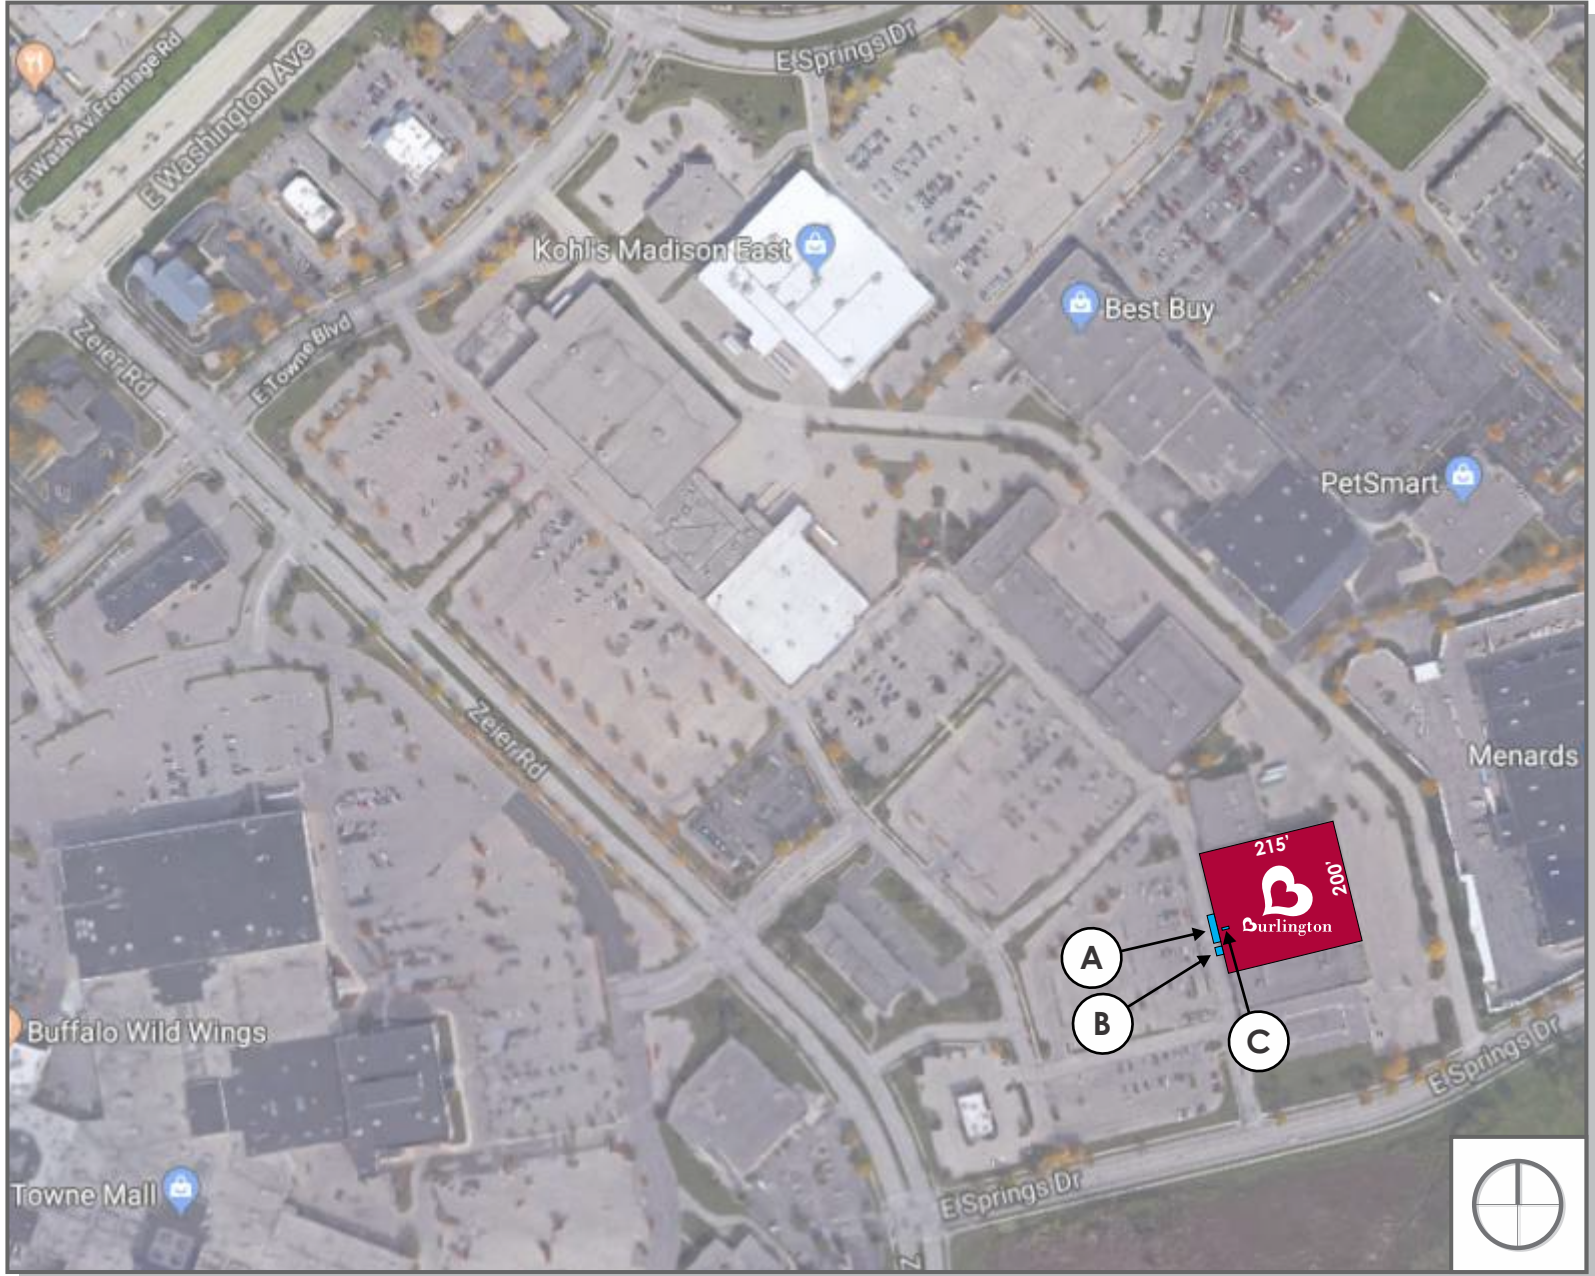 E Springs Dr
E Wash Av Frontage Rd
E Washington Ave
Kohl's Madison East
Best Buy
Zeier Rd
E Towne Blvd
PetSmart
Zeier Rd
Menards
215'
200'
Burlington
A
B
C
Buffalo Wild Wings
E Springs Dr
Towne Mall
E Springs Dr
Z